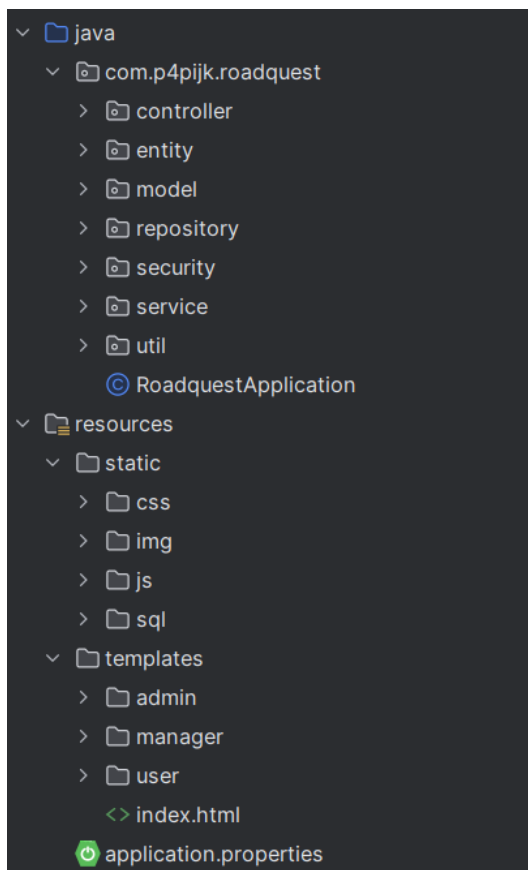 java
com.p4pijk.roadquest
controller
entity
model
repository
security
service
util
RoadquestApplication
resources
static
css
img
js
sql
templates
admin
manager
user
index.html
application.properties